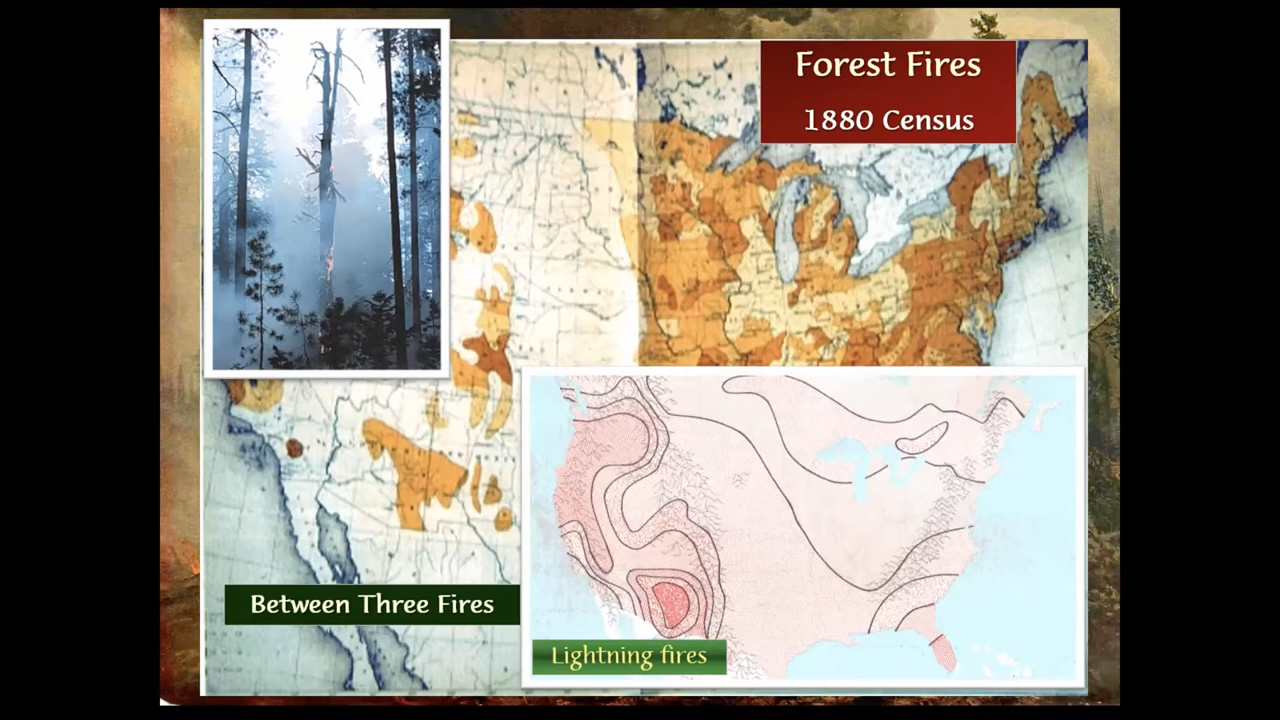 Forest Fires
1880 Census
Between Three Fires
Lightning fires